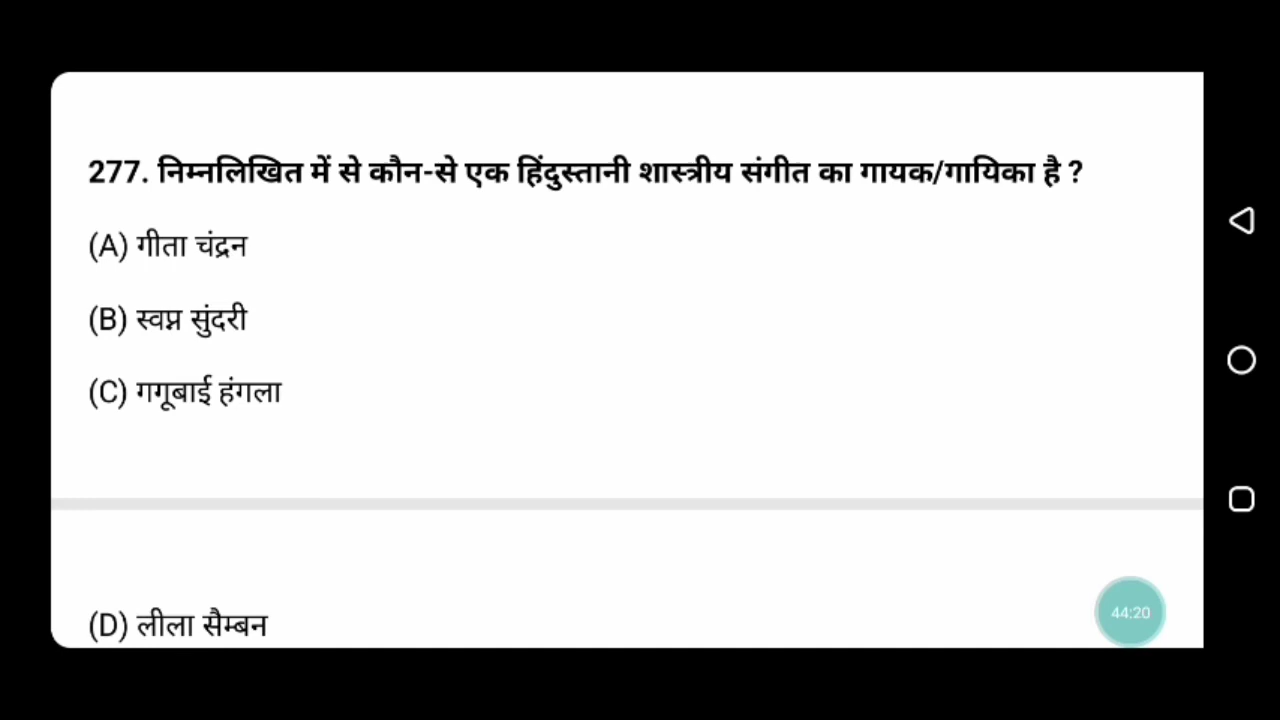 277. निम्नलिखित में से कौन-से एक हिंदुस्तानी शास्त्रीय संगीत का गायक/गायिका है ?
(A) गीता चंद्रन
(B) स्वप्न सुंदरी
(C) गगूबाई हंगला
(D) लीला सैम्बन
44:20